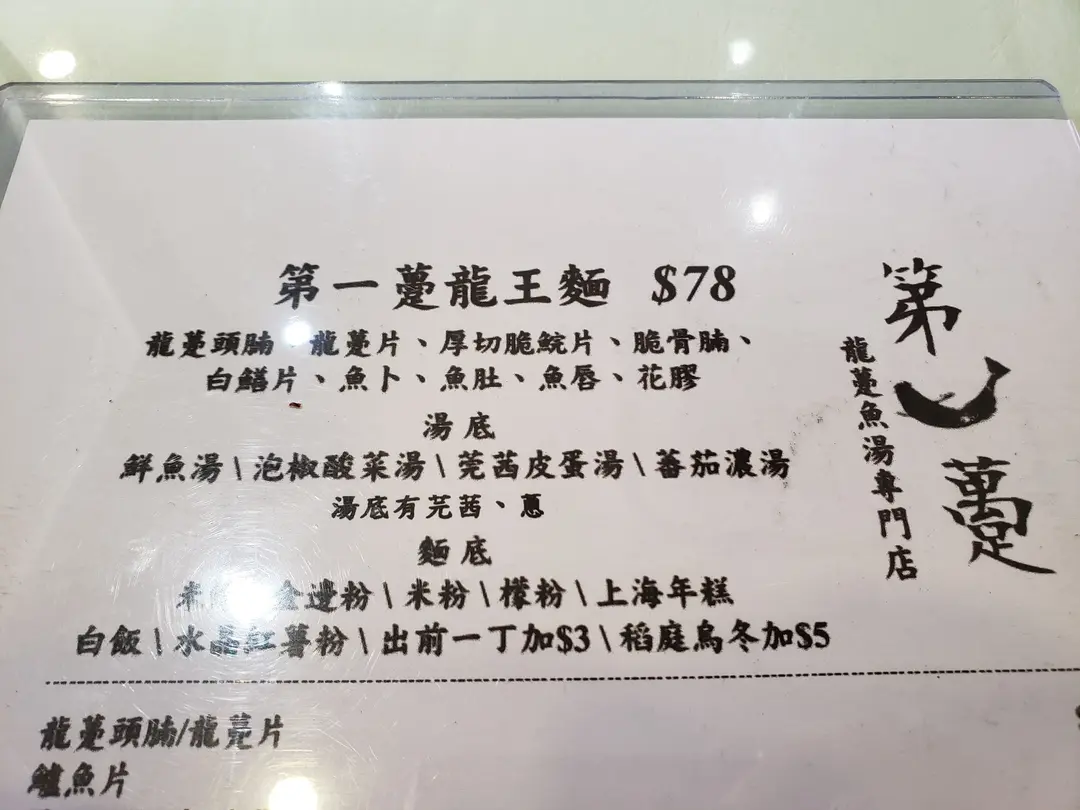 第一躉龍王麵 $78
龍躉頭腩、龍躉片、厚切脆鯇片、脆骨腩、
白鱔片、魚卜、魚肚、魚唇、花膠
湯底
鮮魚湯\泡椒酸菜湯\莞茜皮蛋湯\蕃茄濃湯
湯底有芫茜、蔥
麵底
金邊粉\米粉\檬粉\上海年糕
白飯\水晶紅薯粉\出前一丁加$3\稻庭烏冬加$5
龍躉頭腩/龍躉片
鱸魚片
第一躉
龍躉魚湯專門店